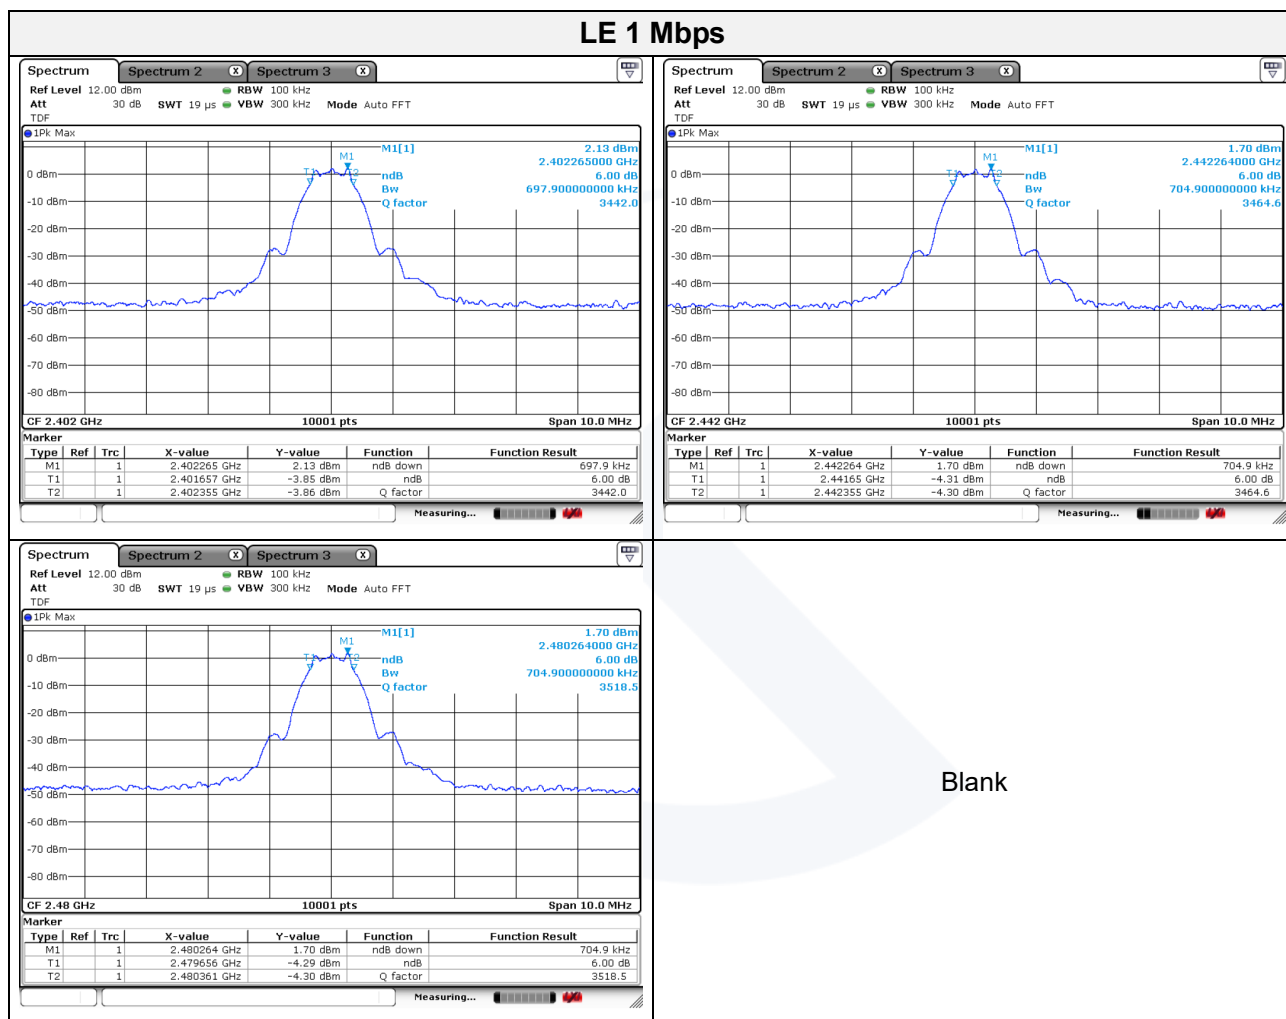 LE 1 Mbps
Spectrum Spectrum 2 X Spectrum 3 X
Ref Level 12.00 dBm RBW 100 kHz
Att 30 dB SWT 19 µs VBW 300 kHz Mode Auto FFT
TDF
1Pk Max
M1[1] 2.13 dBm
M1 2.402265000 GHz
0 dBm T1 T2 ndB 6.00 dB
Bw 697.900000000 kHz
-10 dBm Q factor 3442.0
-20 dBm
-30 dBm
-40 dBm
-50 dBm
-60 dBm
-70 dBm
-80 dBm
CF 2.402 GHz 10001 pts Span 10.0 MHz
Marker
Type Ref Trc X-value Y-value Function Function Result
M1 1 2.402265 GHz 2.13 dBm ndB down 697.9 kHz
T1 1 2.401657 GHz -3.85 dBm ndB 6.00 dB
T2 1 2.402355 GHz -3.86 dBm Q factor 3442.0
Measuring...
Spectrum Spectrum 2 X Spectrum 3 X
Ref Level 12.00 dBm RBW 100 kHz
Att 30 dB SWT 19 µs VBW 300 kHz Mode Auto FFT
TDF
1Pk Max
M1[1] 1.70 dBm
M1 2.442264000 GHz
0 dBm T1 T2 ndB 6.00 dB
Bw 704.900000000 kHz
-10 dBm Q factor 3464.6
-20 dBm
-30 dBm
-40 dBm
-50 dBm
-60 dBm
-70 dBm
-80 dBm
CF 2.442 GHz 10001 pts Span 10.0 MHz
Marker
Type Ref Trc X-value Y-value Function Function Result
M1 1 2.442264 GHz 1.70 dBm ndB down 704.9 kHz
T1 1 2.44165 GHz -4.31 dBm ndB 6.00 dB
T2 1 2.442355 GHz -4.30 dBm Q factor 3464.6
Measuring...
Spectrum Spectrum 2 X Spectrum 3 X
Ref Level 12.00 dBm RBW 100 kHz
Att 30 dB SWT 19 µs VBW 300 kHz Mode Auto FFT
TDF
1Pk Max
M1[1] 1.70 dBm
M1 2.480264000 GHz
0 dBm T1 T2 ndB 6.00 dB
Bw 704.900000000 kHz
-10 dBm Q factor 3518.5
-20 dBm
-30 dBm
-40 dBm
-50 dBm
-60 dBm
-70 dBm
-80 dBm
CF 2.48 GHz 10001 pts Span 10.0 MHz
Marker
Type Ref Trc X-value Y-value Function Function Result
M1 1 2.480264 GHz 1.70 dBm ndB down 704.9 kHz
T1 1 2.479656 GHz -4.29 dBm ndB 6.00 dB
T2 1 2.480361 GHz -4.30 dBm Q factor 3518.5
Measuring...
Blank